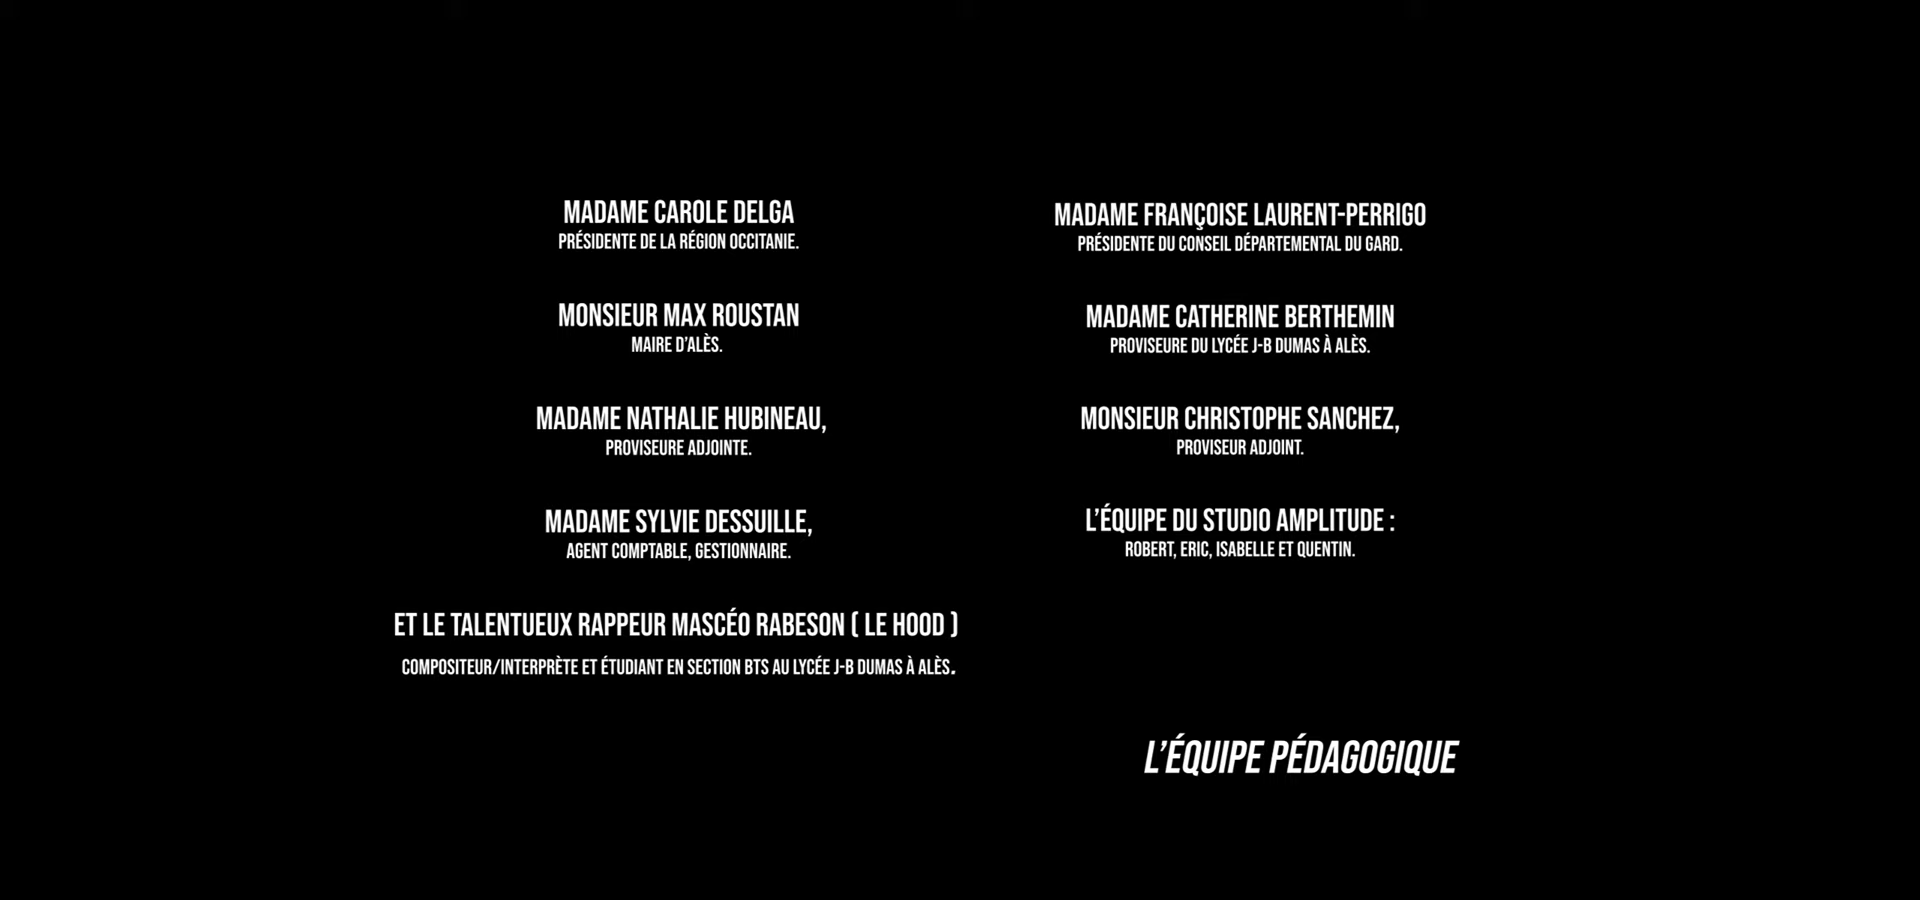 MADAME CAROLE DELGA
PRÉSIDENTE DE LA RÉGION OCCITANIE.
MADAME FRANÇOISE LAURENT-PERRIGO
PRÉSIDENTE DU CONSEIL DÉPARTEMENTAL DU GARD.
MONSIEUR MAX ROUSTAN
MAIRE D'ALÈS.
MADAME CATHERINE BERTHEMIN
PROVISEURE DU LYCÉE J-B DUMAS À ALÈS.
MADAME NATHALIE HUBINEAU,
PROVISEURE ADJOINTE.
MONSIEUR CHRISTOPHE SANCHEZ,
PROVISEUR ADJOINT.
MADAME SYLVIE DESSUILLE,
AGENT COMPTABLE, GESTIONNAIRE.
L'ÉQUIPE DU STUDIO AMPLITUDE :
ROBERT, ERIC, ISABELLE ET QUENTIN.
ET LE TALENTUEUX RAPPEUR MASCÉO RABESON ( LE HOOD )
COMPOSITEUR/INTERPRÈTE ET ÉTUDIANT EN SECTION BTS AU LYCÉE J-B DUMAS À ALÈS.
L'ÉQUIPE PÉDAGOGIQUE